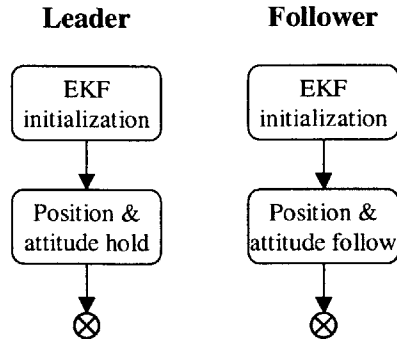 Leader
EKF
initialization
Position &
attitude hold
Follower
EKF
initialization
Position &
attitude follow